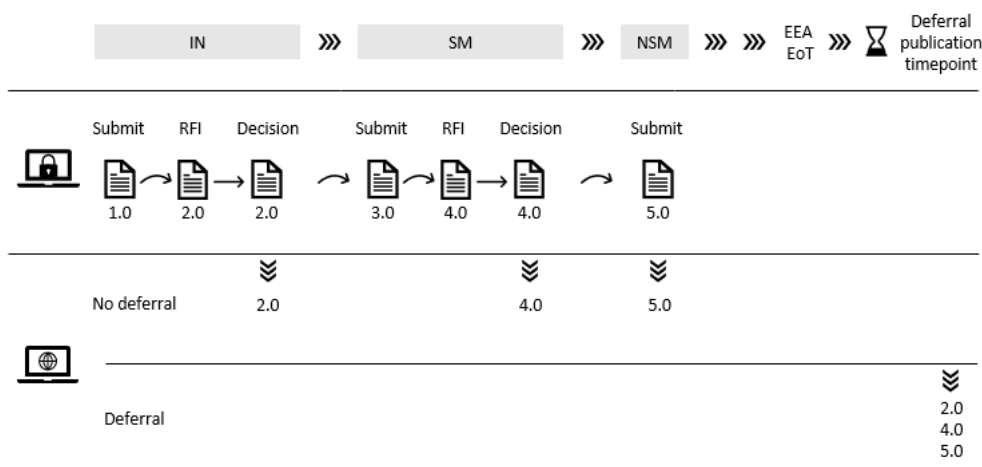 IN
SM
NSM
EEA
EoT
Deferral
publication
timepoint
Submit RFI Decision Submit RFI Decision Submit
1.0 2.0 2.0 3.0 4.0 4.0 5.0
No deferral 2.0 4.0 5.0
Deferral
2.0
4.0
5.0